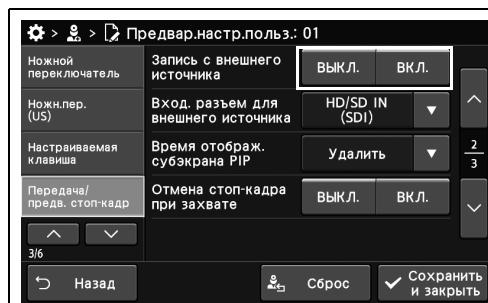 > > Предвар.настр.польз.: 01
Ножной
переключатель
Запись с внешнего
источника
ВЫКЛ.
ВКЛ.
Ножн.пер.
(US)
Вход. разъем для
внешнего источника
HD/SD IN
(SDI)
Настраиваемая
клавиша
Время отображ.
субэкрана PIP
Удалить
2
3
Передача/
предв. стоп-кадр
Отмена стоп-кадра
при захвате
ВЫКЛ.
ВКЛ.
3/6
Назад
Сброс
Сохранить
и закрыть